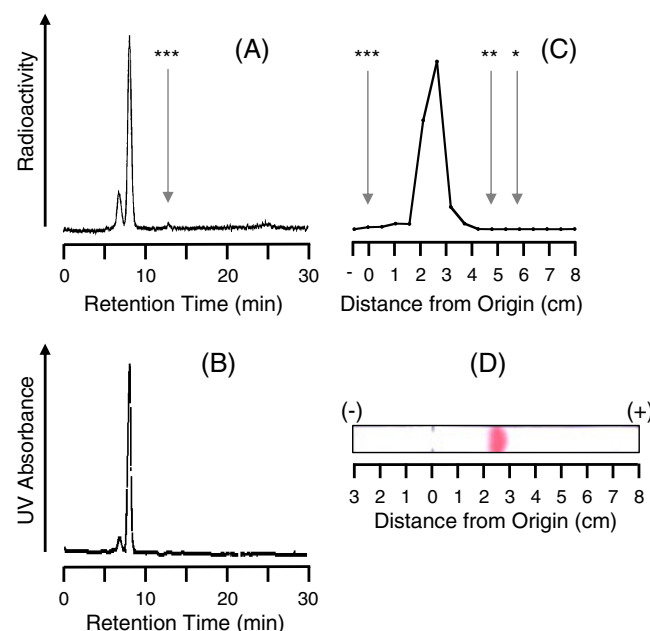 Radioactivity
***
(A)
0 10 20 30
Retention Time (min)
*** ** * (C)
- 0 1 2 3 4 5 6 7 8
Distance from Origin (cm)
UV Absorbance
(B)
0 10 20 30
Retention Time (min)
(D)
(-) (+)
3 2 1 0 1 2 3 4 5 6 7 8
Distance from Origin (cm)